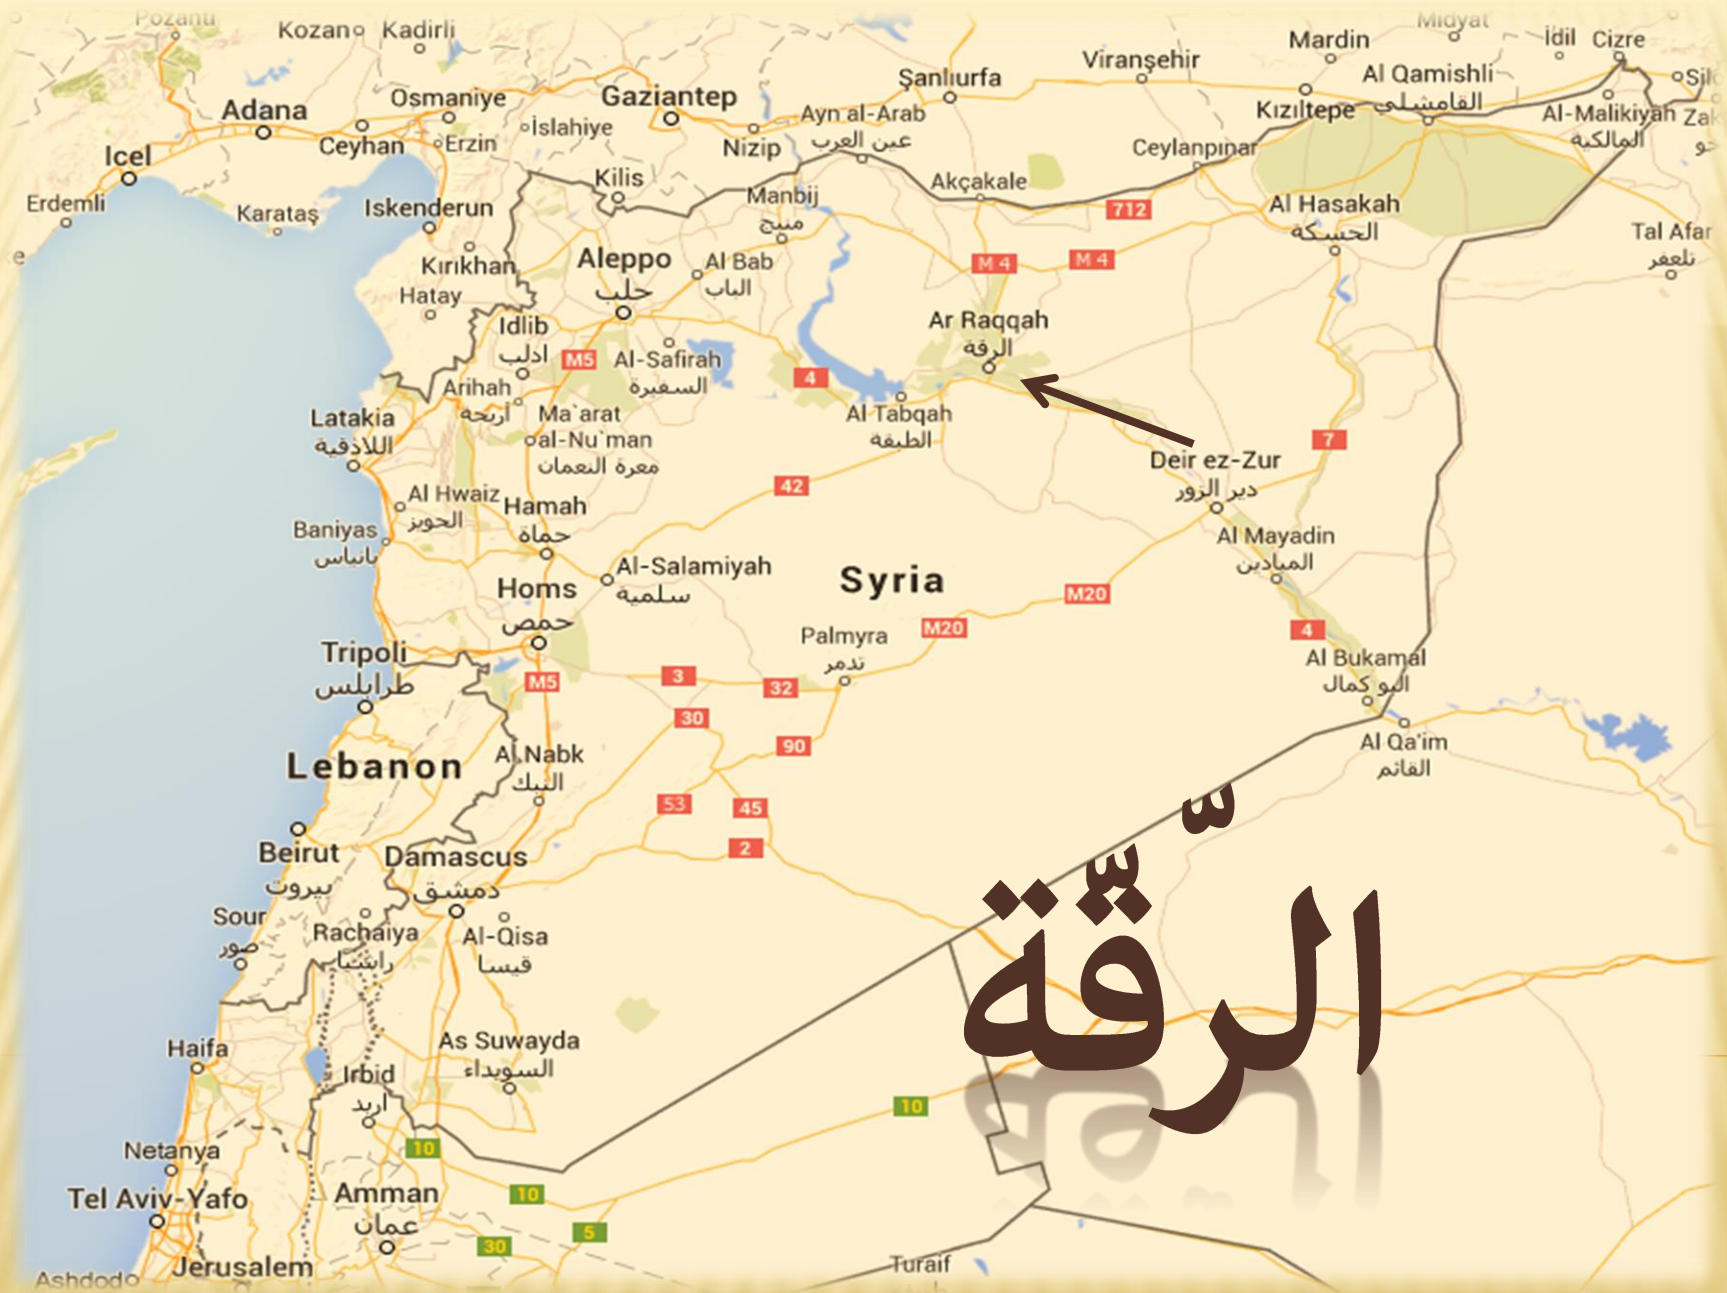 Pozantı
Kozan
Kadirli
Midyat
Mardin
İdil
Cizre
Viranşehir
Şanlıurfa
Al Qamishli
القامشلي
Gaziantep
Osmaniye
Adana
Kızıltepe
Al-Malikiyah
المالكية
Ayn al-Arab
عين العرب
İslahiye
Nizip
Ceyhan
Erzin
Ceylanpınar
Icel
Kilis
Akçakale
Manbij
منبج
Erdemli
Karataş
Iskenderun
712
Al Hasakah
الحسكة
Tal Afar
تلعفر
Kırıkhan
Aleppo
حلب
Al Bab
الباب
M 4
M 4
Hatay
Idlib
ادلب
M5
Al-Safirah
السفيرة
Ar Raqqah
الرقة
4
Arihah
أريحه
Al Tabqah
الطبقة
Latakia
اللاذقية
Ma`arat
al-Nu`man
معرة النعمان
7
Deir ez-Zur
دير الزور
42
Al Hwaiz
الحويز
Hamah
حماة
Baniyas
بانياس
Al Mayadin
الميادين
Al-Salamiyah
سلمية
Syria
Homs
حمص
M20
M20
4
Palmyra
تدمر
Tripoli
طرابلس
Al Bukamal
البو كمال
M5
3
32
30
90
Al Qa'im
القائم
Lebanon
Al Nabk
النبك
53
45
2
Beirut
بيروت
Damascus
دمشق
الرّقّة
Sour
صور
Rachaiya
راشيا
Al-Qisa
قيسا
As Suwayda
السويداء
Haifa
Irbid
اربد
10
10
Netanya
10
Tel Aviv-Yafo
Amman
عمان
5
30
Jerusalem
Turaif
Ashdod